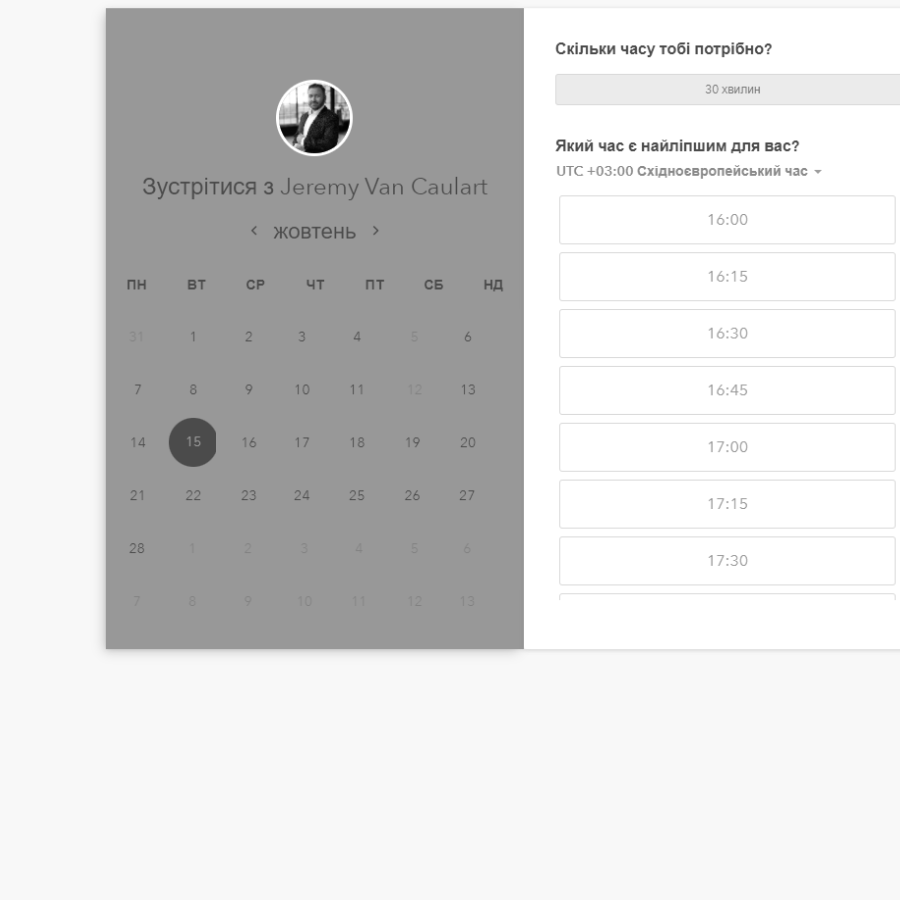 Зустрітися з Jeremy Van Caulart
‹ жовтень ›
ПН ВТ СР ЧТ ПТ СБ НД
31 1 2 3 4 5 6
7 8 9 10 11 12 13
14 15 16 17 18 19 20
21 22 23 24 25 26 27
28 1 2 3 4 5 6
7 8 9 10 11 12 13
Скільки часу тобі потрібно?
30 хвилин
Який час є найліпшим для вас?
UTC +03:00 Східноєвропейський час
16:00
16:15
16:30
16:45
17:00
17:15
17:30